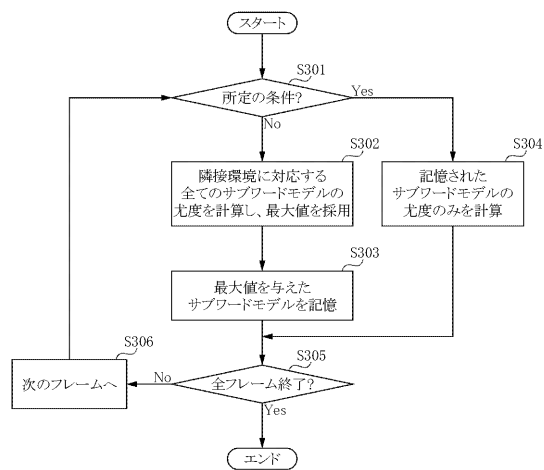 スタート
S301
所定の条件?
Yes
No
S302
隣接環境に対応する
全てのサブワードモデルの
尤度を計算し、最大値を採用
S304
記憶された
サブワードモデルの
尤度のみを計算
S303
最大値を与えた
サブワードモデルを記憶
S306
次のフレームへ
S305
全フレーム終了?
No
Yes
エンド